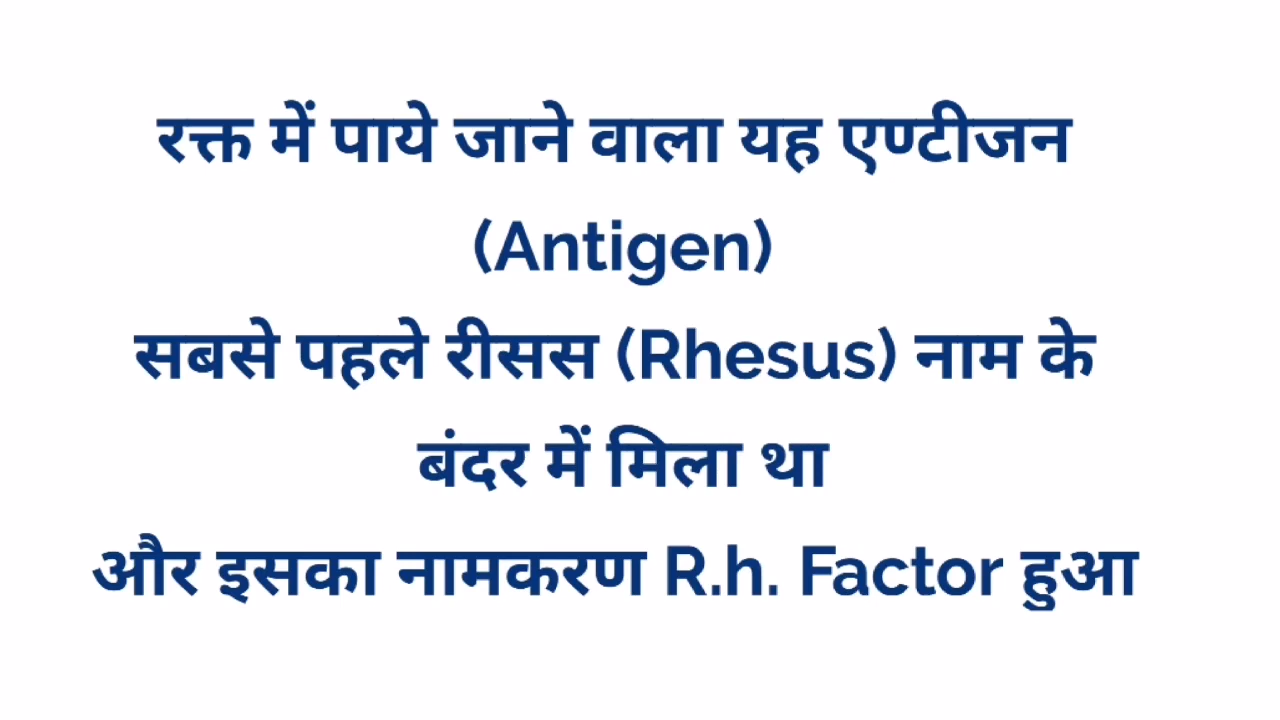 रक्त में पाये जाने वाला यह एण्टीजन
(Antigen)
सबसे पहले रीसस (Rhesus) नाम के
बंदर में मिला था
और इसका नामकरण R.h. Factor हुआ